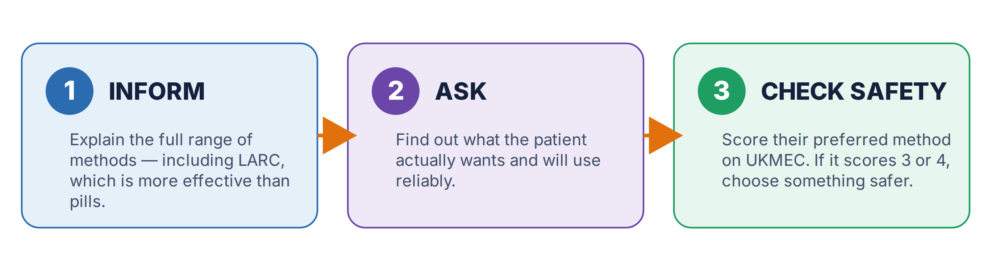 1 INFORM
Explain the full range of
methods — including LARC,
which is more effective than
pills.
2 ASK
Find out what the patient
actually wants and will use
reliably.
3 CHECK SAFETY
Score their preferred method
on UKMEC. If it scores 3 or 4,
choose something safer.